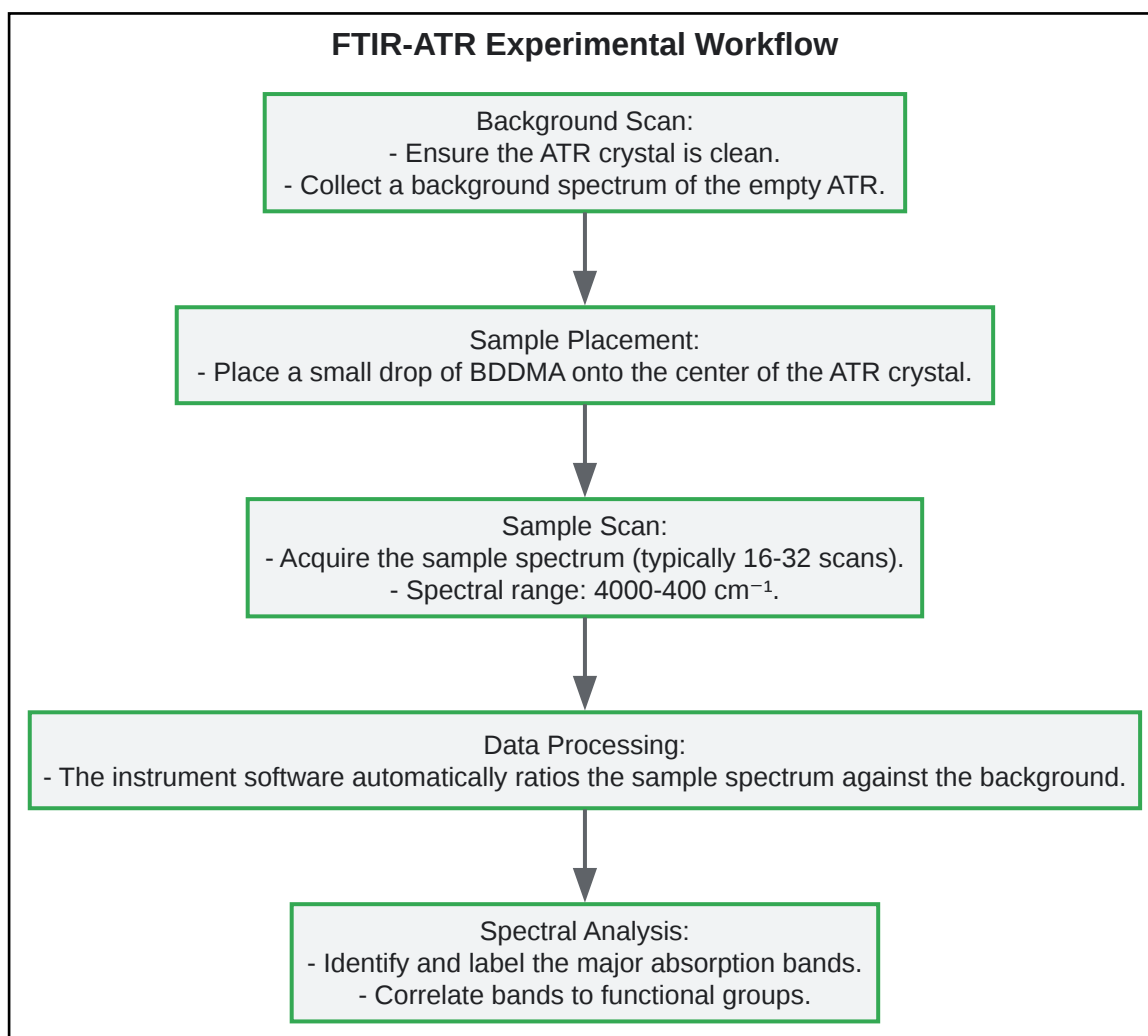 FTIR-ATR Experimental Workflow
Background Scan:
- Ensure the ATR crystal is clean.
- Collect a background spectrum of the empty ATR.
Sample Placement:
- Place a small drop of BDDMA onto the center of the ATR crystal.
Sample Scan:
- Acquire the sample spectrum (typically 16-32 scans).
- Spectral range: 4000-400 cm⁻¹.
Data Processing:
- The instrument software automatically ratios the sample spectrum against the background.
Spectral Analysis:
- Identify and label the major absorption bands.
- Correlate bands to functional groups.